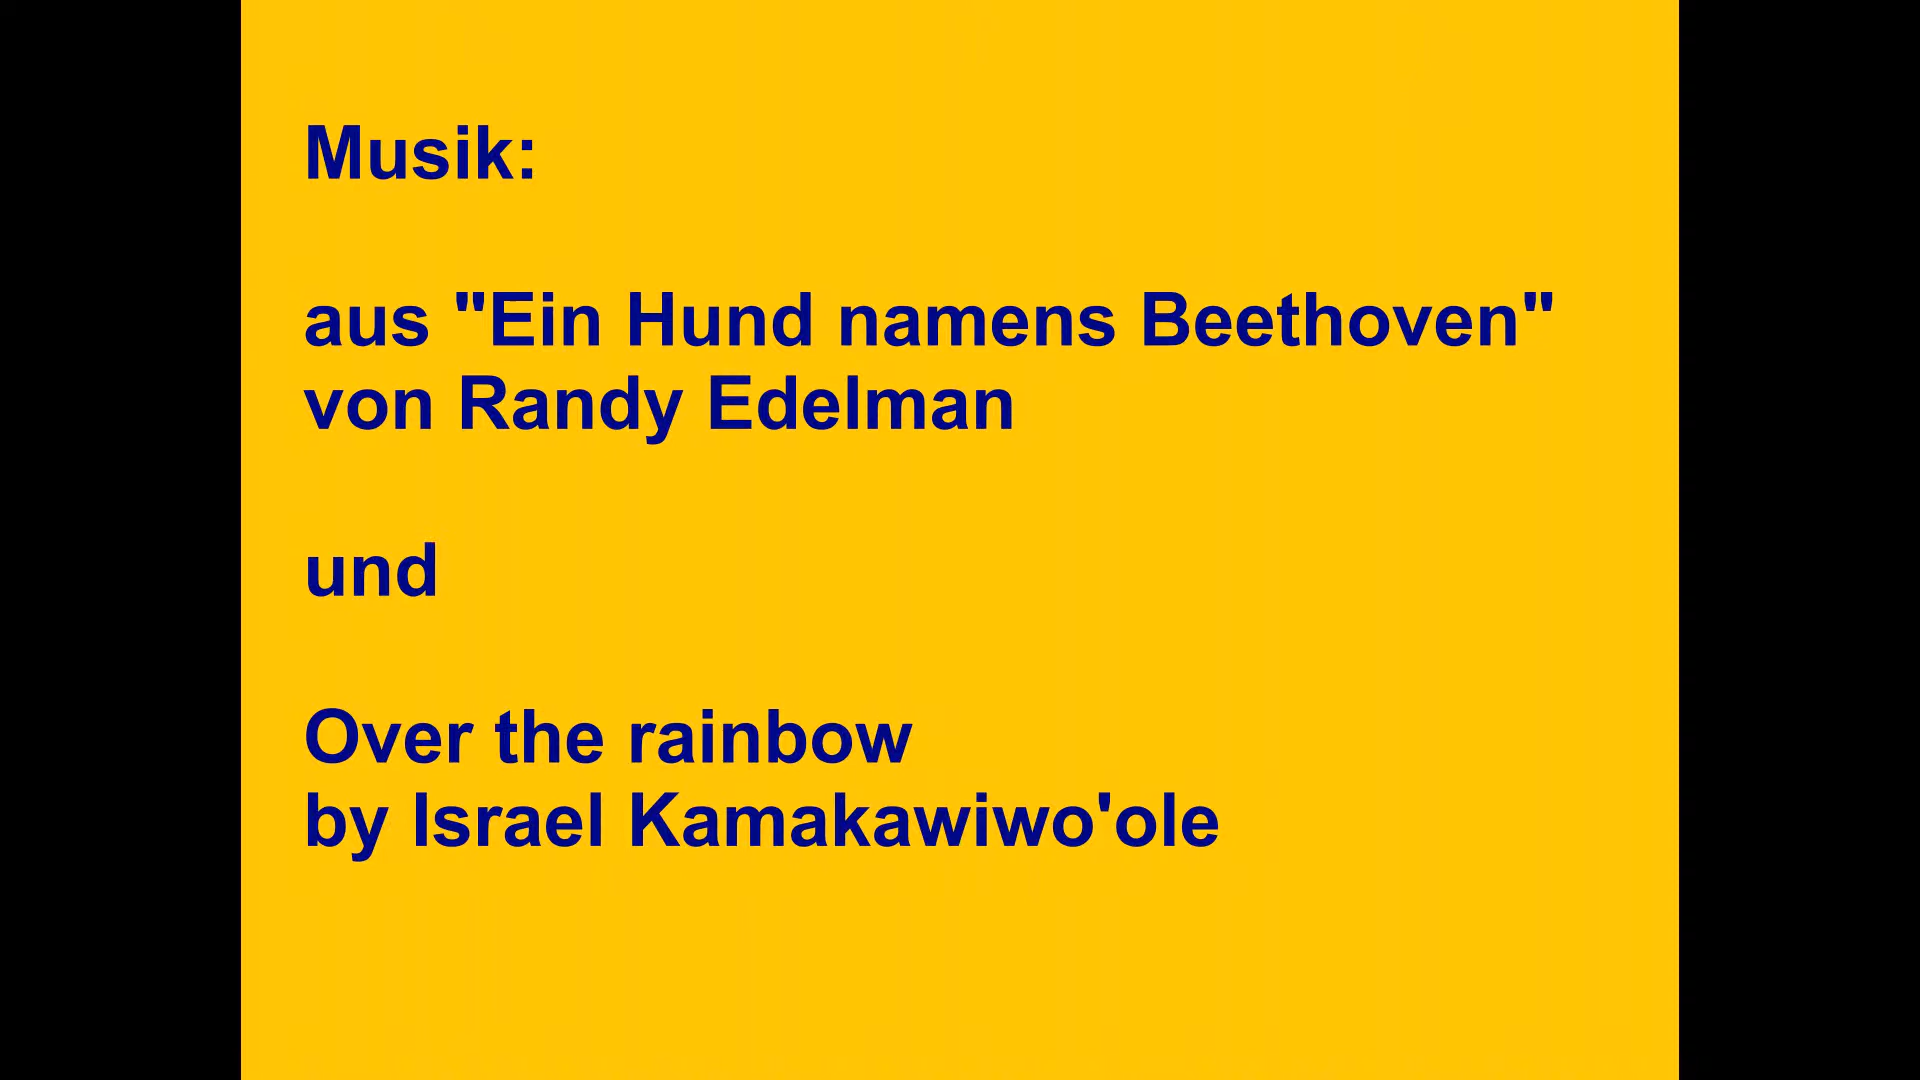 Musik:
aus "Ein Hund namens Beethoven"
von Randy Edelman
und
Over the rainbow
by Israel Kamakawiwo'ole